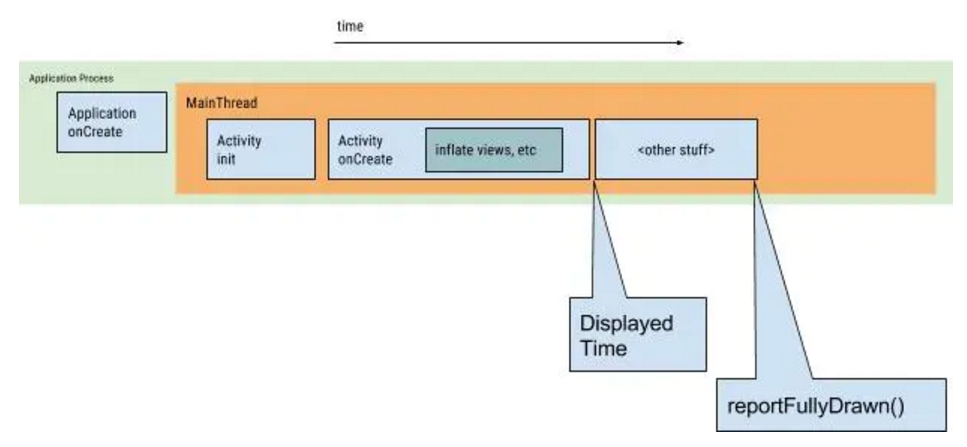 time
Application Process
Application
onCreate
MainThread
Activity
init
Activity
onCreate
inflate views, etc
<other stuff>
Displayed
Time
reportFullyDrawn()